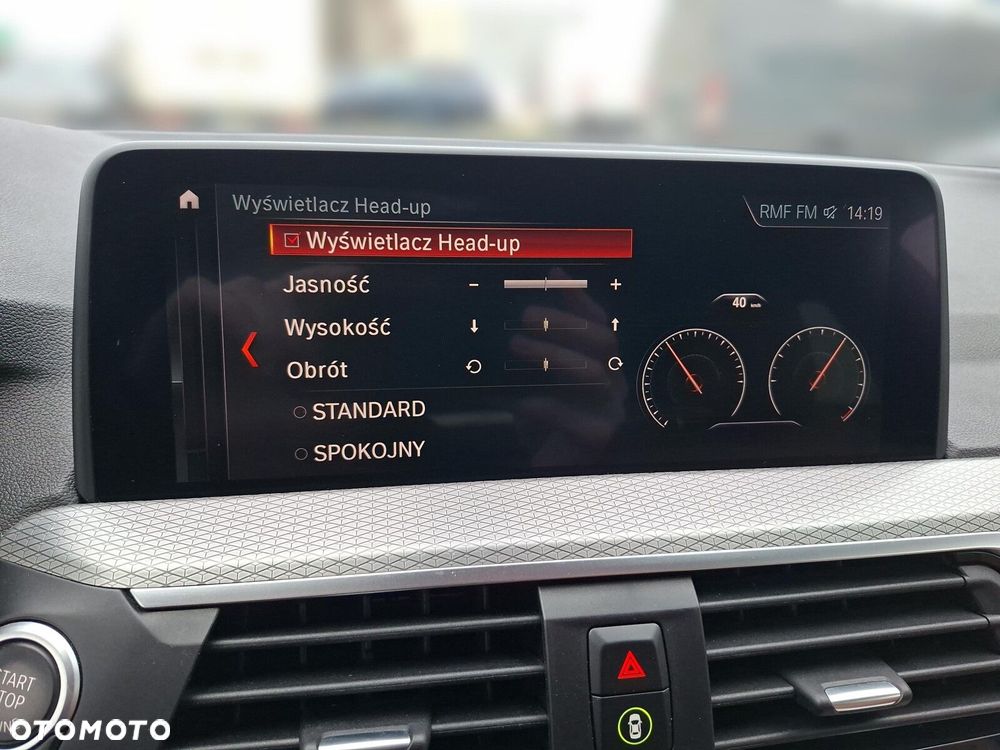 Wyświetlacz Head-up
RMF FM 14:19
Wyświetlacz Head-up
Jasność - +
Wysokość
Obrót
STANDARD
SPOKOJNY
40 km/h
START
STOP
OTOMOTO